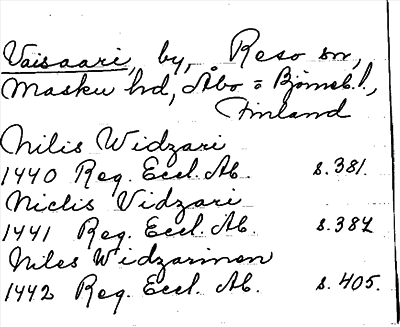 Vaisaari, by, Reso sn,
Masku hd, Åbo = Björneb. l.,
Finland
Nilis Widzari
1440 Reg. Eccl. Ab. s. 381.
Niclis Vidzari
1441 Reg. Eccl. Ab. s. 387
Niles Widzarinen
1442 Reg. Eccl. Ab. s. 405.